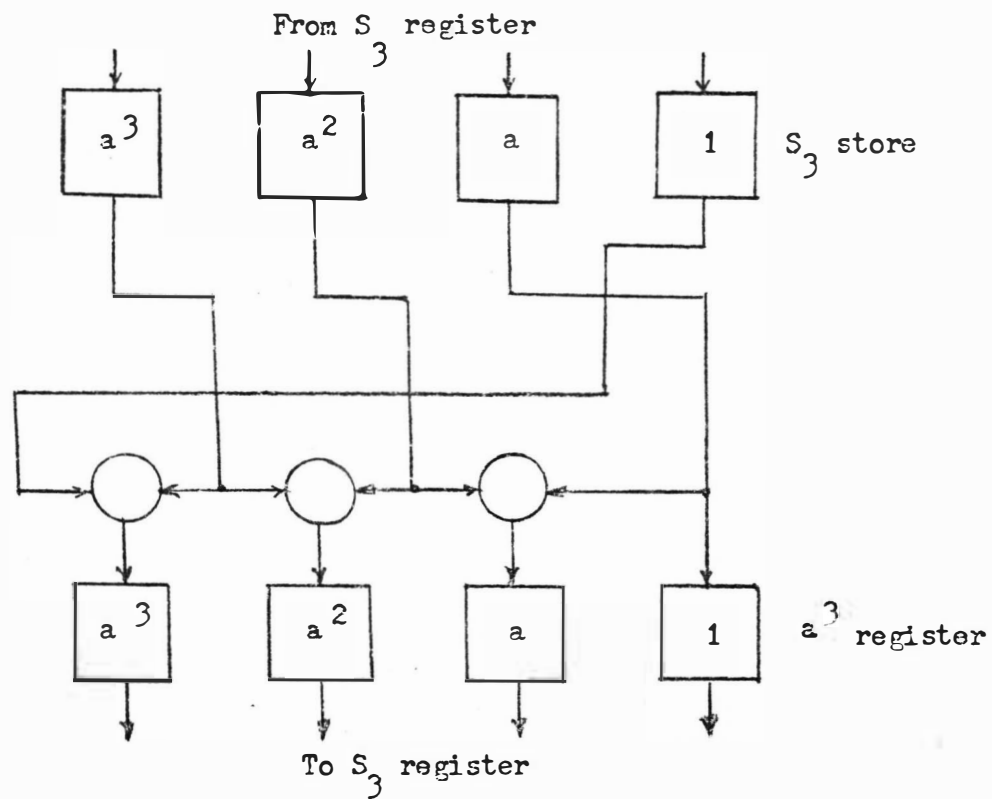 From S₃ register
a³ a² a 1 S₃ store
a³ a² a 1 a³ register
To S₃ register